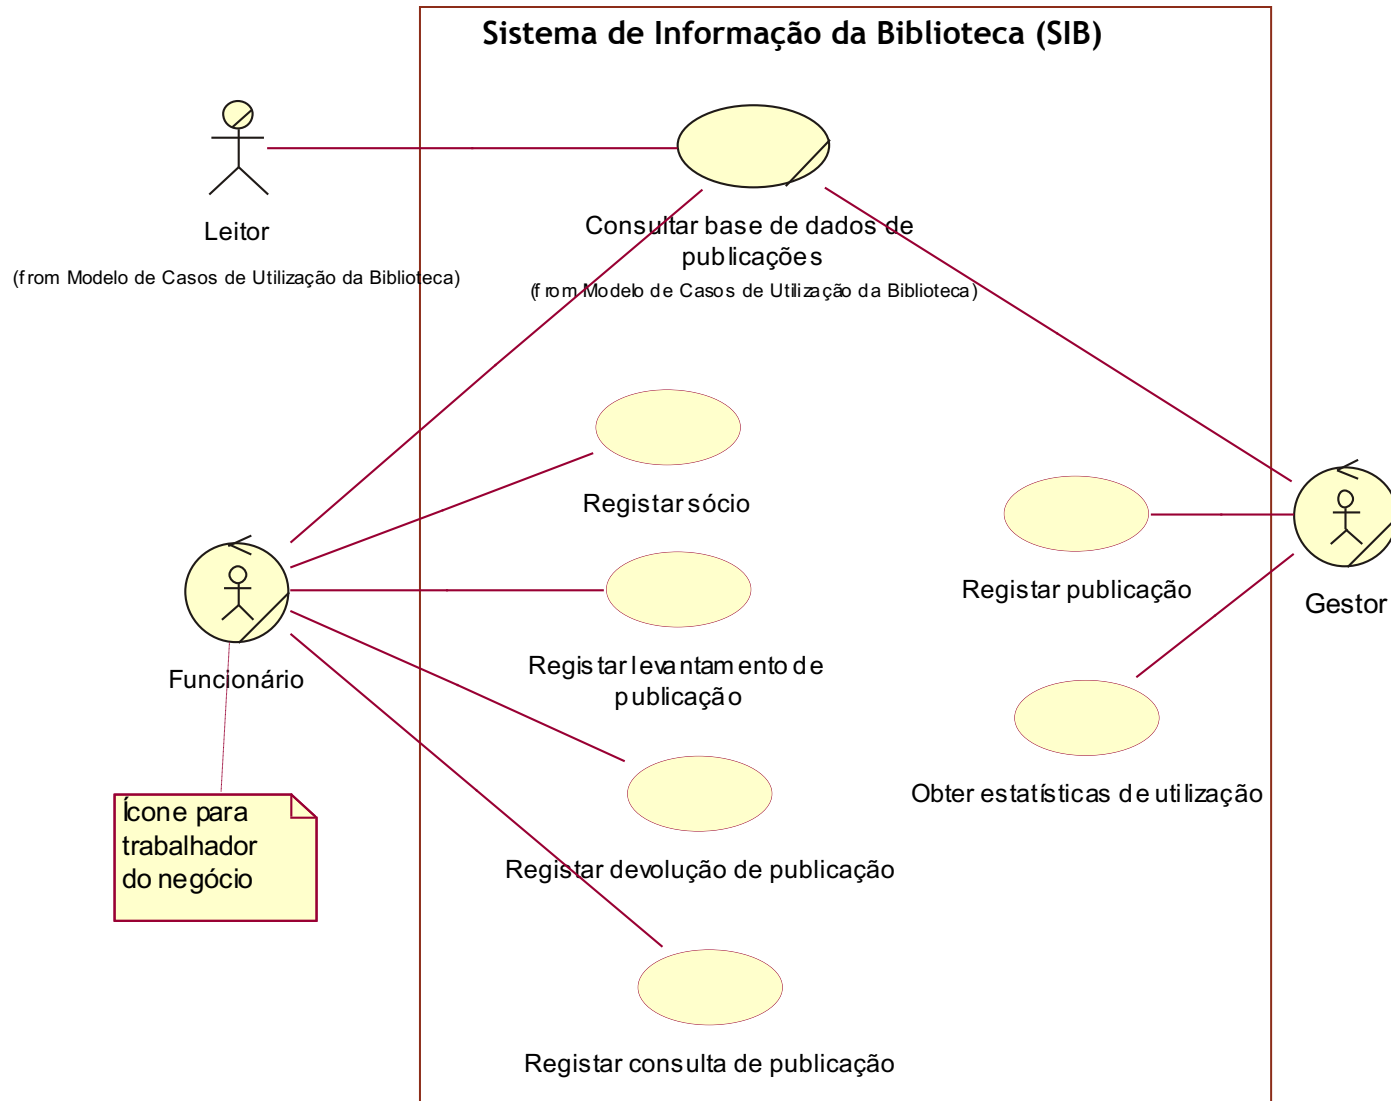 Sistema de Informação da Biblioteca (SIB)
Leitor
(from Modelo de Casos de Utilização da Biblioteca)
Consultar base de dados de
publicações
(from Modelo de Casos de Utilização da Biblioteca)
Registar sócio
Registar publicação
Gestor
Registar levantamento de
publicação
Funcionário
Obter estatísticas de utilização
Ícone para
trabalhador
do negócio
Registar devolução de publicação
Registar consulta de publicação